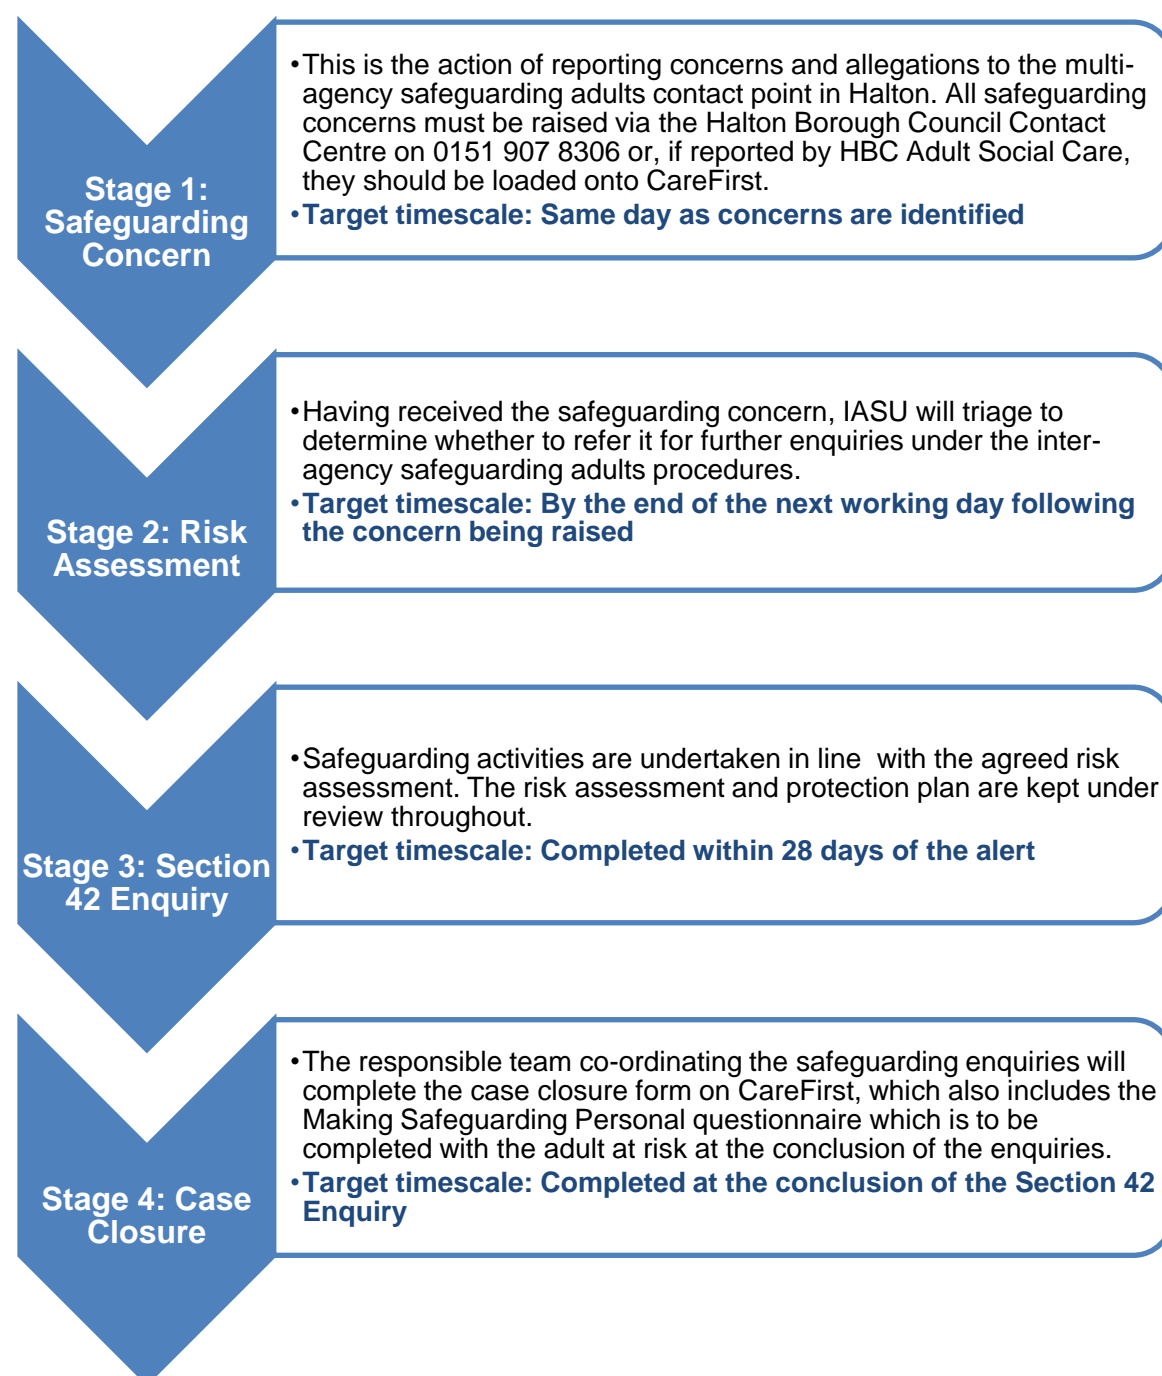 Stage 1:
Safeguarding
Concern
•This is the action of reporting concerns and allegations to the multi-
agency safeguarding adults contact point in Halton. All safeguarding
concerns must be raised via the Halton Borough Council Contact
Centre on 0151 907 8306 or, if reported by HBC Adult Social Care,
they should be loaded onto CareFirst.
•Target timescale: Same day as concerns are identified
Stage 2: Risk
Assessment
•Having received the safeguarding concern, IASU will triage to
determine whether to refer it for further enquiries under the inter-
agency safeguarding adults procedures.
•Target timescale: By the end of the next working day following
the concern being raised
Stage 3: Section
42 Enquiry
•Safeguarding activities are undertaken in line  with the agreed risk
assessment. The risk assessment and protection plan are kept under
review throughout.
•Target timescale: Completed within 28 days of the alert
Stage 4: Case
Closure
•The responsible team co-ordinating the safeguarding enquiries will
complete the case closure form on CareFirst, which also includes the
Making Safeguarding Personal questionnaire which is to be
completed with the adult at risk at the conclusion of the enquiries.
•Target timescale: Completed at the conclusion of the Section 42
Enquiry